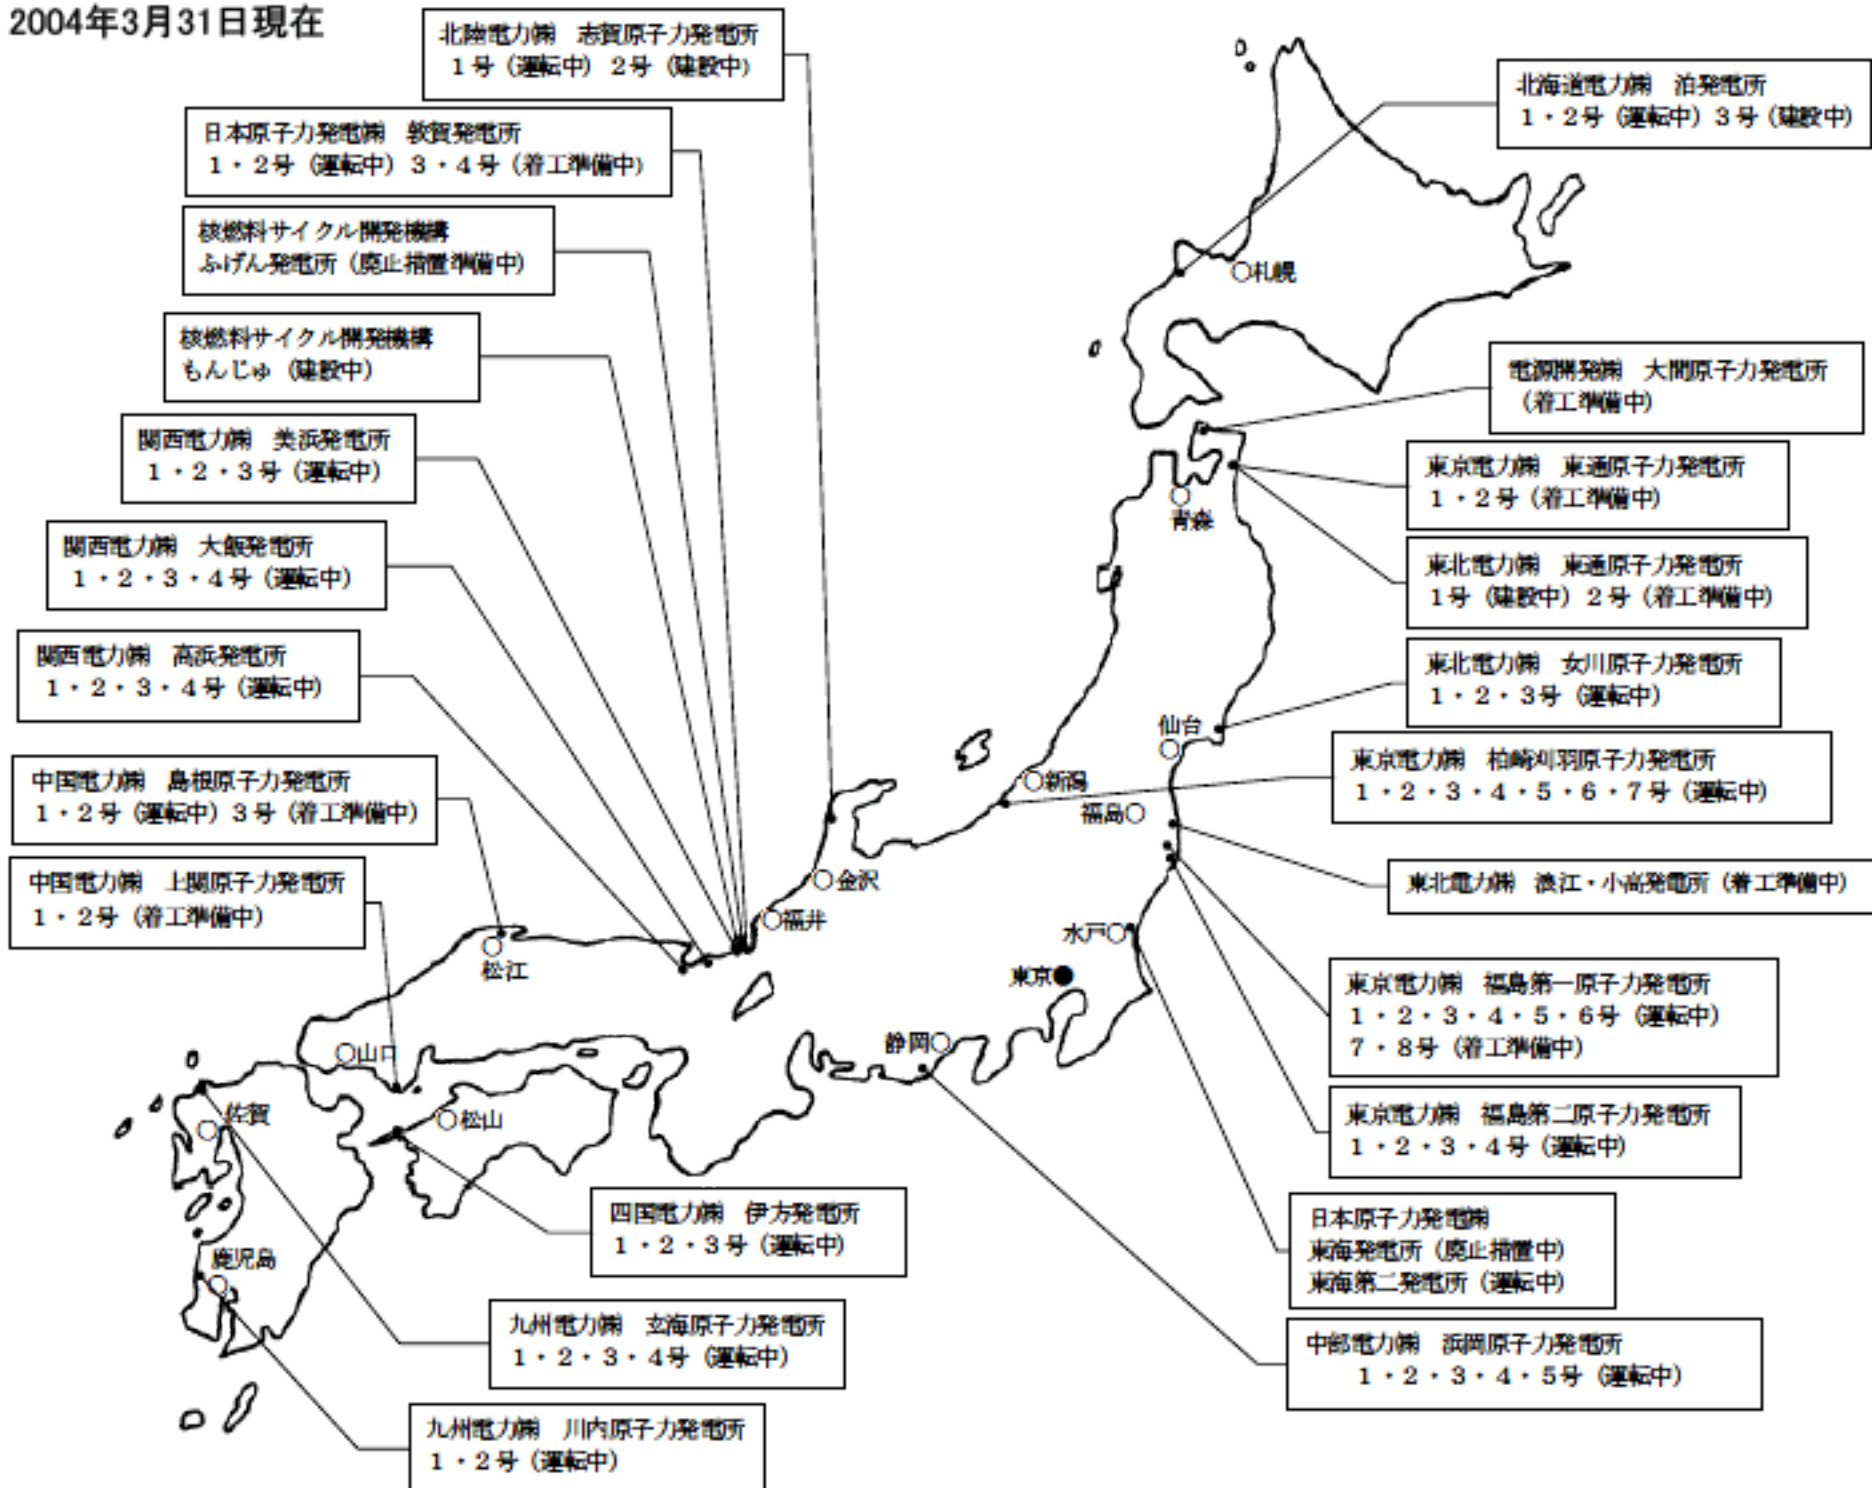 2004年3月31日現在
北陸電力㈱　志賀原子力発電所
1号（運転中）2号（建設中）
日本原子力発電㈱　敦賀発電所
1・2号（運転中）3・4号（着工準備中）
核燃料サイクル開発機構
ふげん発電所（廃止措置準備中）
核燃料サイクル開発機構
もんじゅ（建設中）
関西電力㈱　美浜発電所
1・2・3号（運転中）
関西電力㈱　大飯発電所
1・2・3・4号（運転中）
関西電力㈱　高浜発電所
1・2・3・4号（運転中）
中国電力㈱　島根原子力発電所
1・2号（運転中）3号（着工準備中）
中国電力㈱　上関原子力発電所
1・2号（着工準備中）
北海道電力㈱　泊発電所
1・2号（運転中）3号（建設中）
電源開発㈱　大間原子力発電所
（着工準備中）
東京電力㈱　東通原子力発電所
1・2号（着工準備中）
東北電力㈱　東通原子力発電所
1号（建設中）2号（着工準備中）
東北電力㈱　女川原子力発電所
1・2・3号（運転中）
東京電力㈱　柏崎刈羽原子力発電所
1・2・3・4・5・6・7号（運転中）
東北電力㈱　浪江・小高発電所（着工準備中）
東京電力㈱　福島第一原子力発電所
1・2・3・4・5・6号（運転中）
7・8号（着工準備中）
東京電力㈱　福島第二原子力発電所
1・2・3・4号（運転中）
日本原子力発電㈱
東海発電所（廃止措置中）
東海第二発電所（運転中）
中部電力㈱　浜岡原子力発電所
1・2・3・4・5号（運転中）
四国電力㈱　伊方発電所
1・2・3号（運転中）
九州電力㈱　玄海原子力発電所
1・2・3・4号（運転中）
九州電力㈱　川内原子力発電所
1・2号（運転中）
札幌
青森
仙台
新潟
福島
金沢
福井
水戸
東京
静岡
松江
山口
松山
佐賀
鹿児島